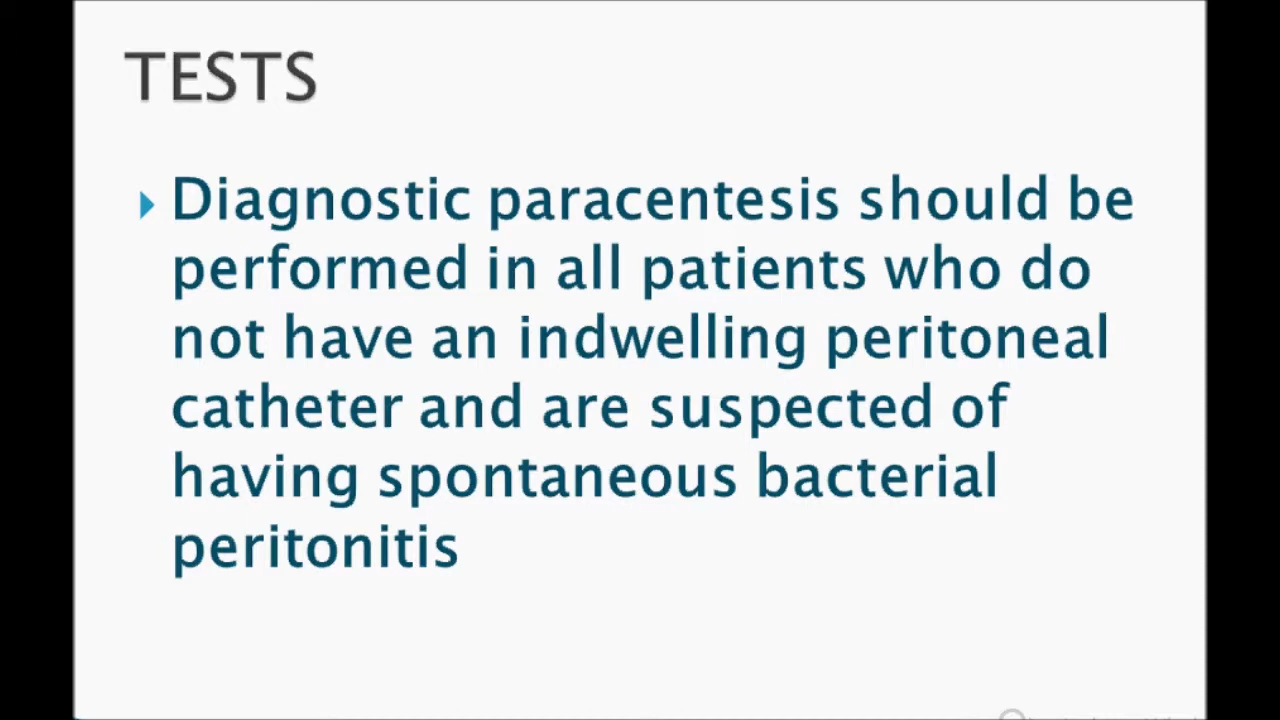 TESTS
Diagnostic paracentesis should be
performed in all patients who do
not have an indwelling peritoneal
catheter and are suspected of
having spontaneous bacterial
peritonitis